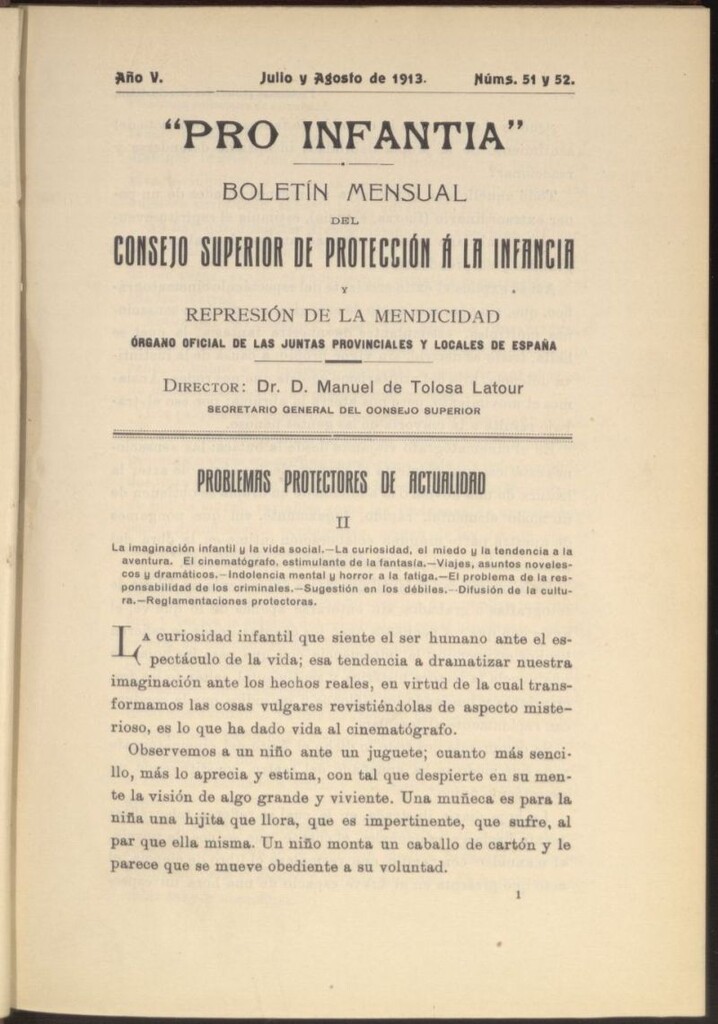 Año V.
Julio y Agosto de 1913.
Núms. 51 y 52.
“PRO INFANTIA”
BOLETÍN MENSUAL
DEL
CONSEJO SUPERIOR DE PROTECCIÓN Á LA INFANCIA
Y
REPRESIÓN DE LA MENDICIDAD
ÓRGANO OFICIAL DE LAS JUNTAS PROVINCIALES Y LOCALES DE ESPAÑA
DIRECTOR: Dr. D. Manuel de Tolosa Latour
SECRETARIO GENERAL DEL CONSEJO SUPERIOR
PROBLEMAS PROTECTORES DE ACTUALIDAD
II
La imaginación infantil y la vida social.—La curiosidad, el miedo y la tendencia a la
aventura. El cinematógrafo, estimulante de la fantasía.—Viajes, asuntos noveles-
cos y dramáticos.—Indolencia mental y horror a la fatiga.—El problema de la res-
ponsabilidad de los criminales.—Sugestión en los débiles.—Difusión de la cultu-
ra.—Reglamentaciones protectoras.
LA curiosidad infantil que siente el ser humano ante el es-
pectáculo de la vida; esa tendencia a dramatizar nuestra
imaginación ante los hechos reales, en virtud de la cual trans-
formamos las cosas vulgares revistiéndolas de aspecto miste-
rioso, es lo que ha dado vida al cinematógrafo.
Observemos a un niño ante un juguete; cuanto más senci-
llo, más lo aprecia y estima, con tal que despierte en su men-
te la visión de algo grande y viviente. Una muñeca es para la
niña una hijita que llora, que es impertinente, que sufre, al
par que ella misma. Un niño monta un caballo de cartón y le
parece que se mueve obediente a su voluntad.
1